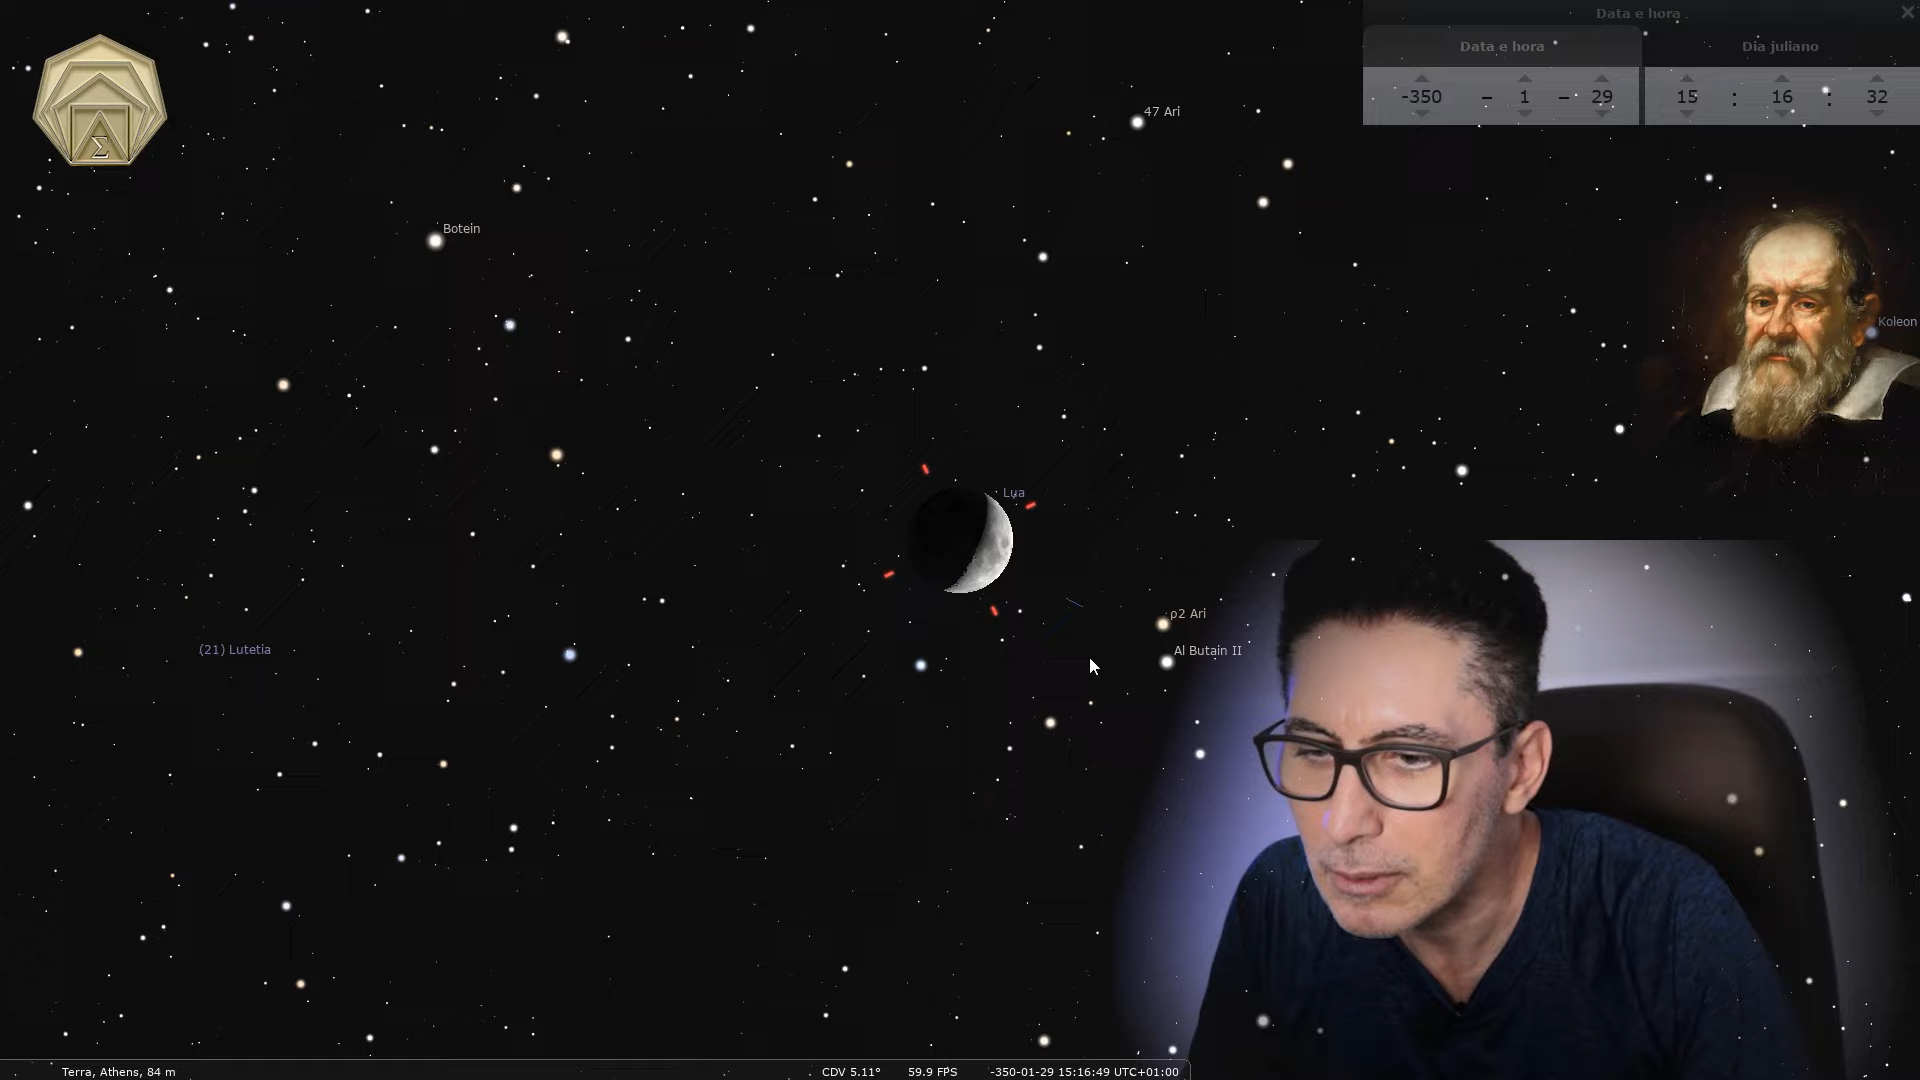 Data e hora
Data e hora
Dia juliano
-350 – 1 – 29
15 : 16 : 32
47 Ari
Botein
Koleon
Lua
ρ2 Ari
(21) Lutetia
Al Butain II
Σ
Terra, Athens, 84 m
CDV 5.11°
59.9 FPS
-350-01-29 15:16:49 UTC+01:00